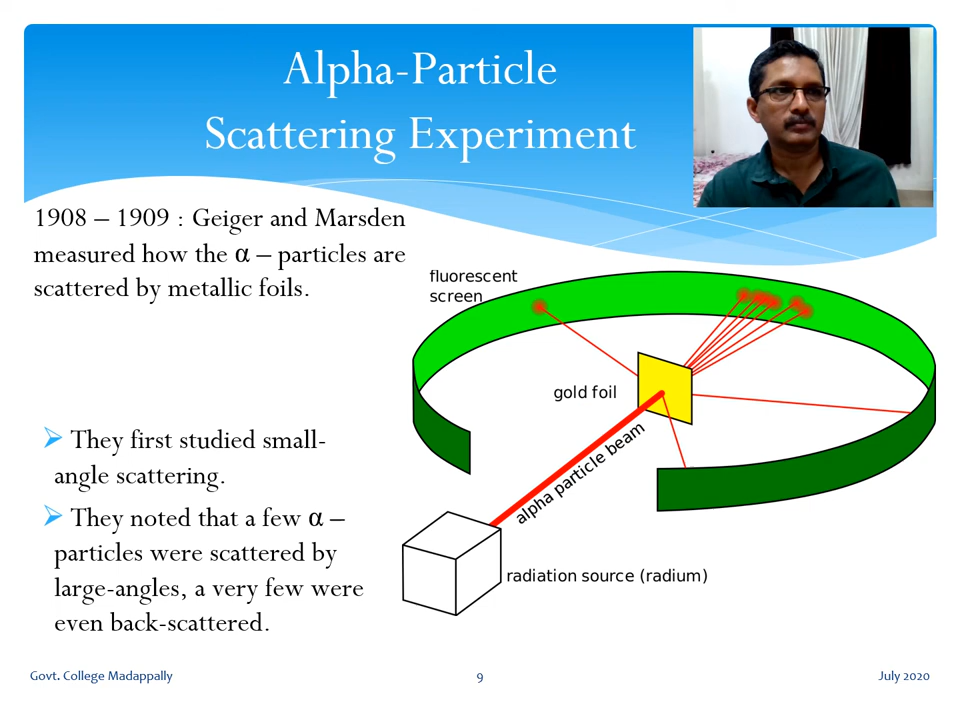 Alpha-Particle
Scattering Experiment
1908 – 1909 : Geiger and Marsden
measured how the α – particles are
scattered by metallic foils.
fluorescent
screen
gold foil
alpha particle beam
radiation source (radium)
➢ They first studied small-
angle scattering.
➢ They noted that a few α –
particles were scattered by
large-angles, a very few were
even back-scattered.
Govt. College Madappally
9
July 2020